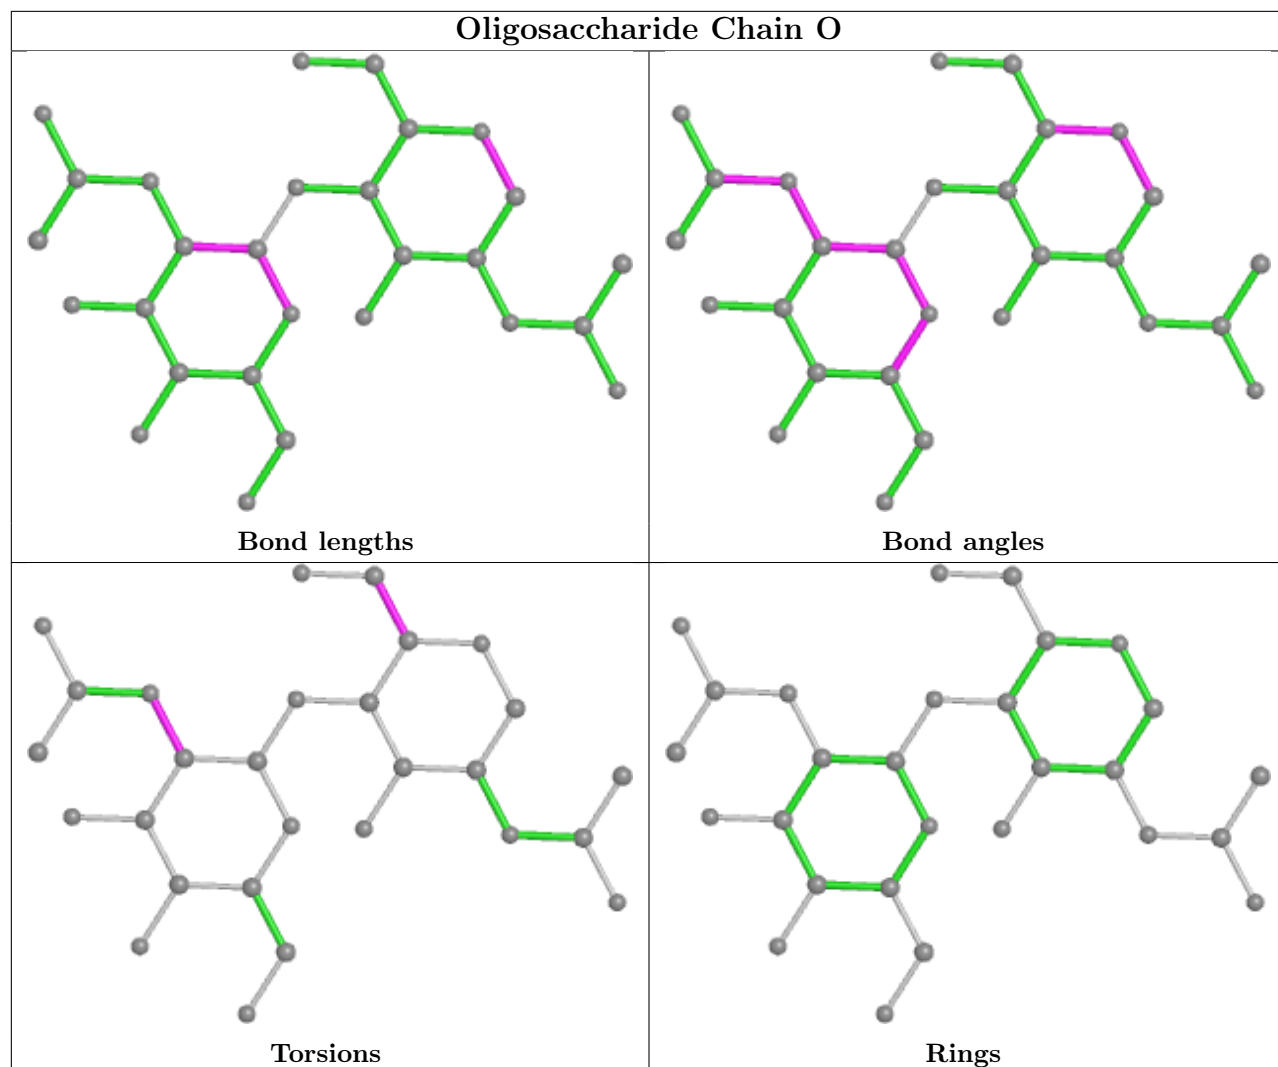 Oligosaccharide Chain O
Bond lengths
Bond angles
Torsions
Rings